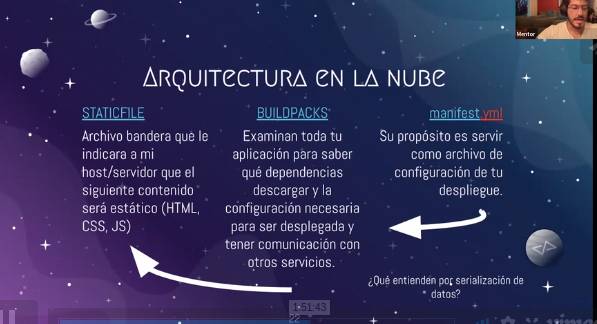 Mentor
ARQUITECTURA EN LA NUBE
STATICFILE
Archivo bandera que le
indicara a mi
host/servidor que el
siguiente contenido
será estático (HTML,
CSS, JS)
BUILDPACKS
Examinan toda tu
aplicación para saber
qué dependencias
descargar y la
configuración necesaria
para ser desplegada y
tener comunicación con
otros servicios.
manifest.yml
Su propósito es servir
como archivo de
configuración de tu
despliegue.
</>
¿Qué entienden por serialización de
datos?
1:51:43
22